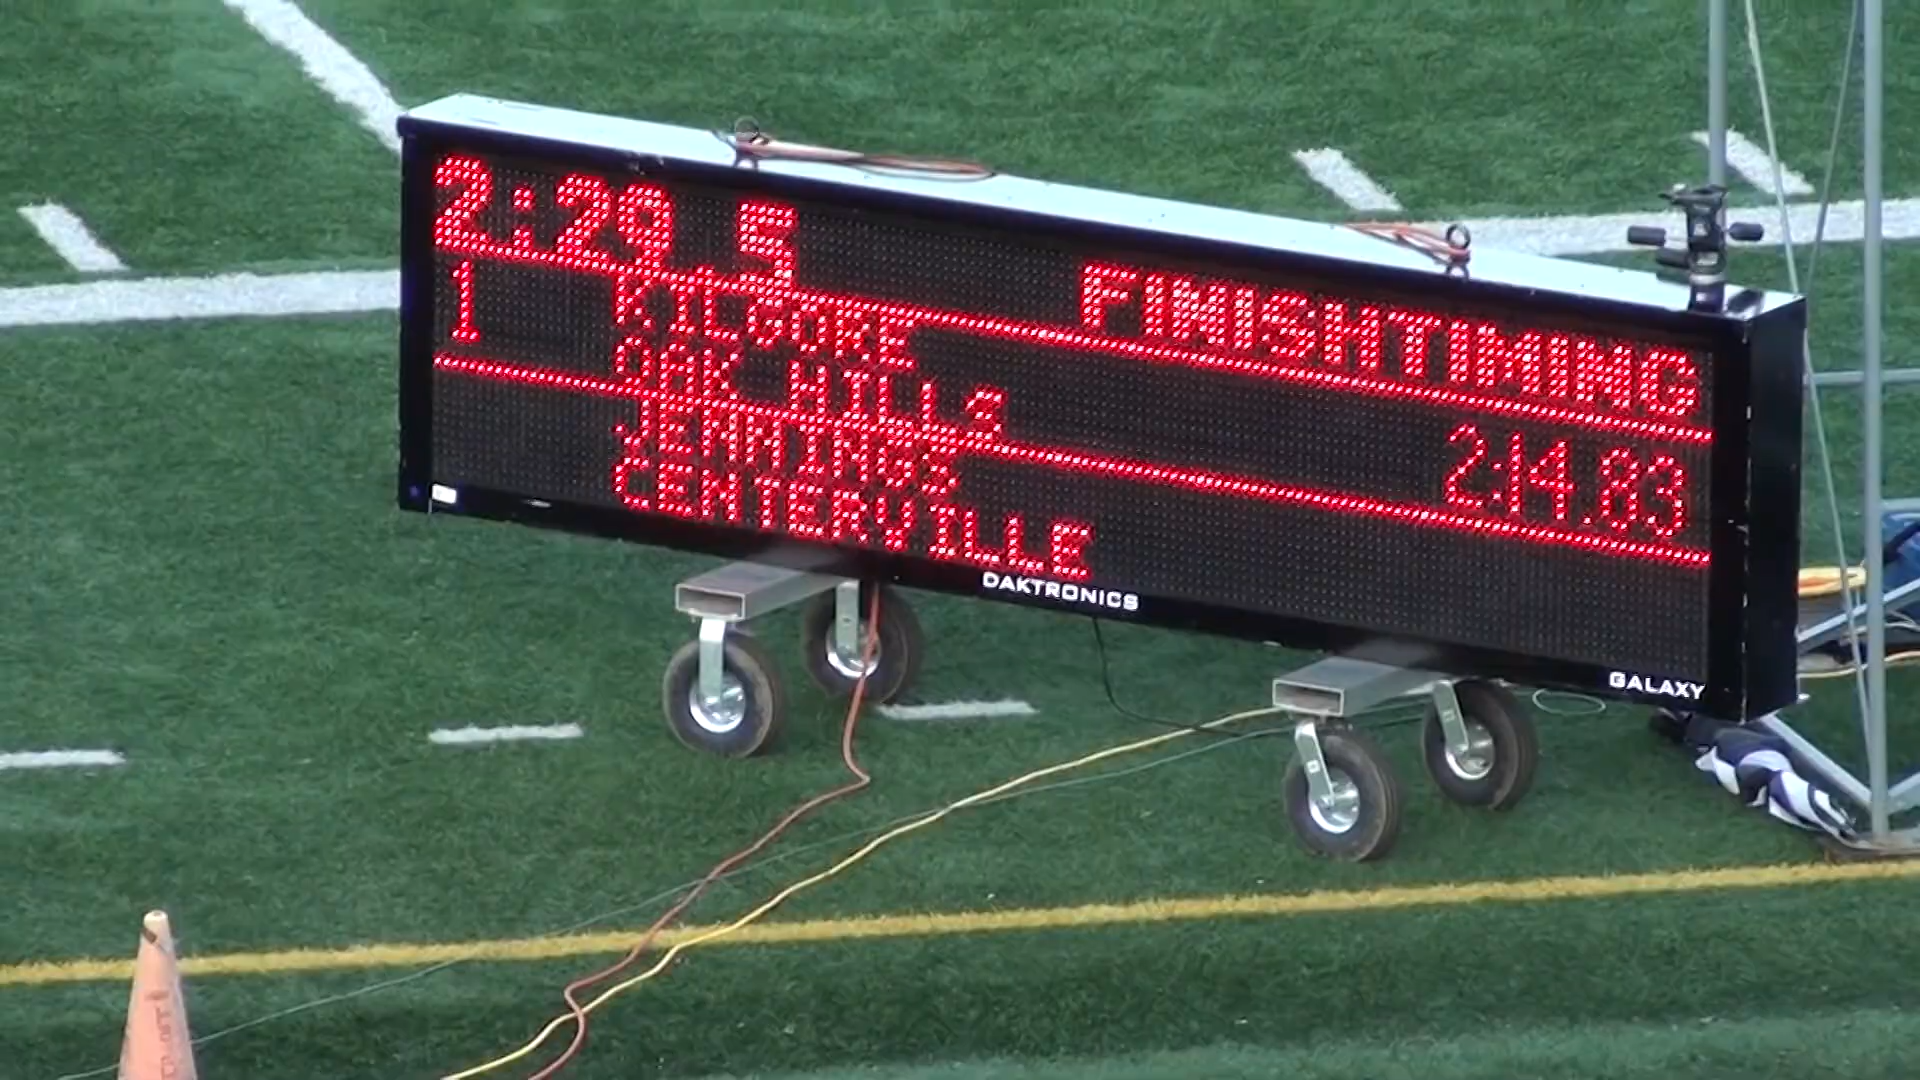 2:29 5 FINISHTIMING
1 KILGORE
OAK HILLS 2:14.83
JENNINGS
CENTERVILLE
DAKTRONICS
GALAXY